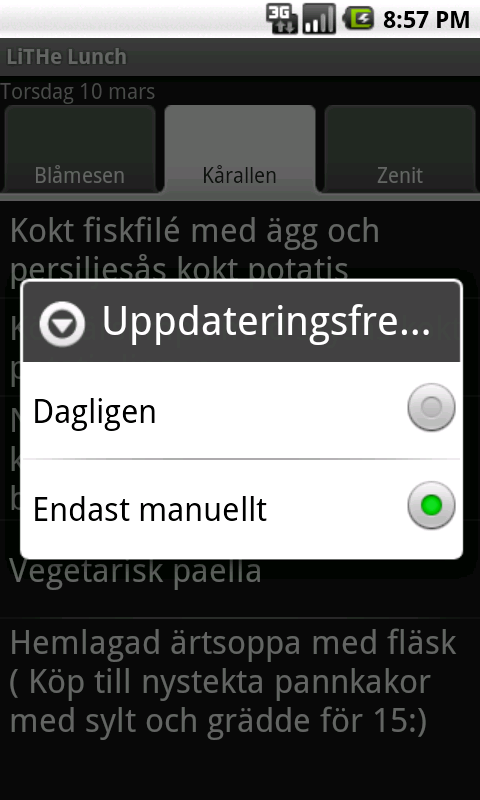 3G 8:57 PM
LiTHe Lunch
Torsdag 10 mars
Blåmesen Kårallen Zenit
Kokt fiskfilé med ägg och
persiljesås kokt potatis
Uppdateringsfre...
Dagligen
Endast manuellt
Vegetarisk paella
Hemlagad ärtsoppa med fläsk
( Köp till nystekta pannkakor
med sylt och grädde för 15:)